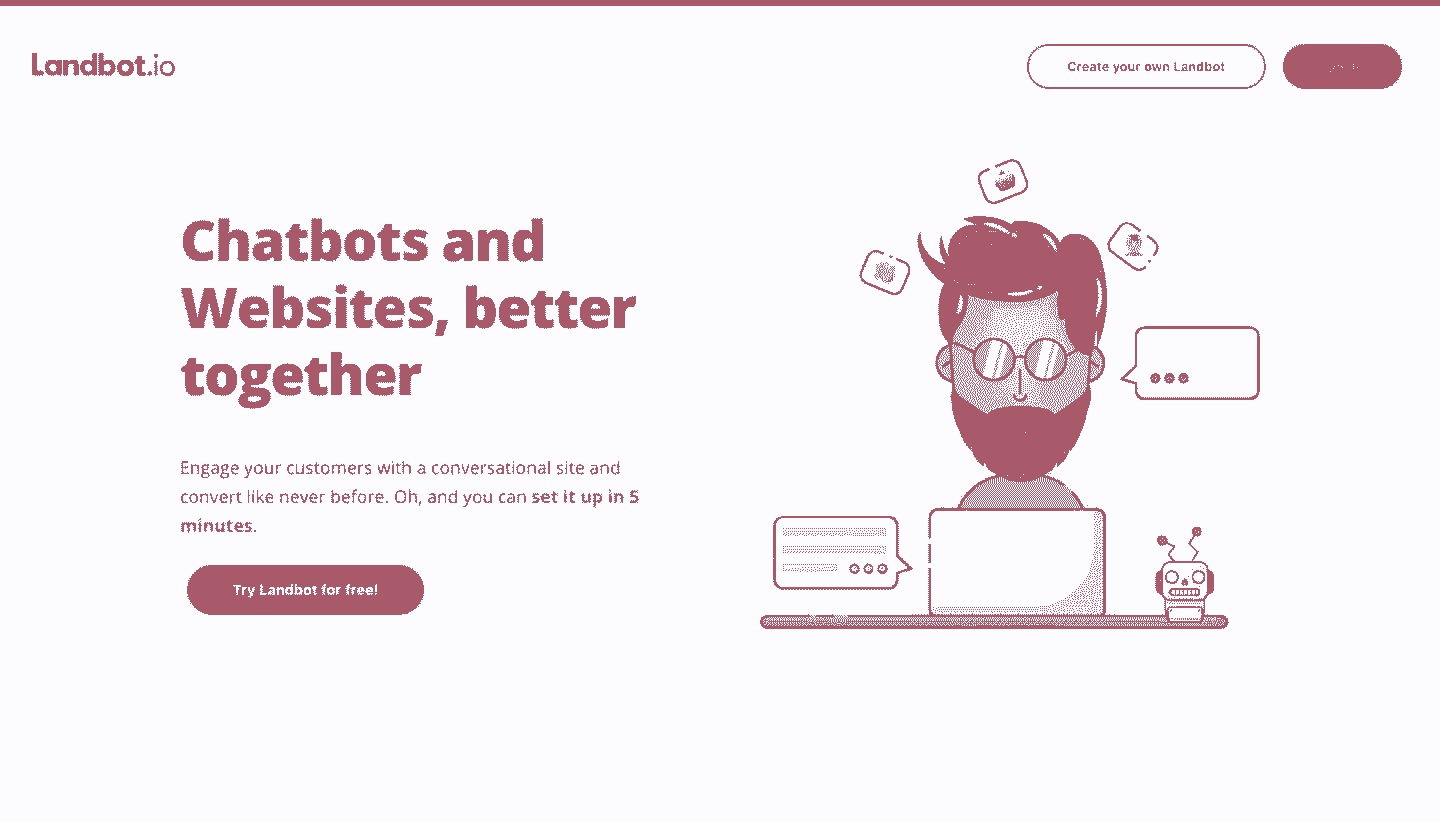 Landbot.io
Create your own Landbot
Chatbots and
Websites, better
together
Engage your customers with a conversational site and
convert like never before. Oh, and you can set it up in 5
minutes.
Try Landbot for free!